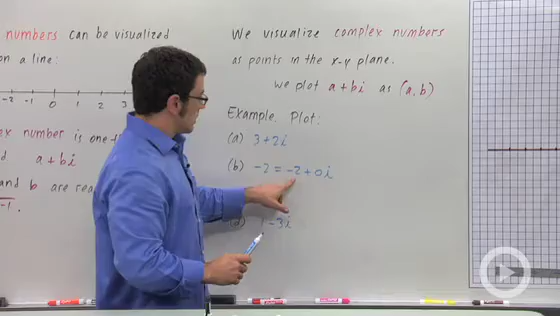 numbers can be visualized
on a line:
-2 -1 0 1 2 3
number is one
a + bi
and b are
We visualize complex numbers
as points in the x-y plane.
we plot a+bi as (a,b)
Example. Plot:
(a) 3+2i
(b) -2 = -2+0i
-3i